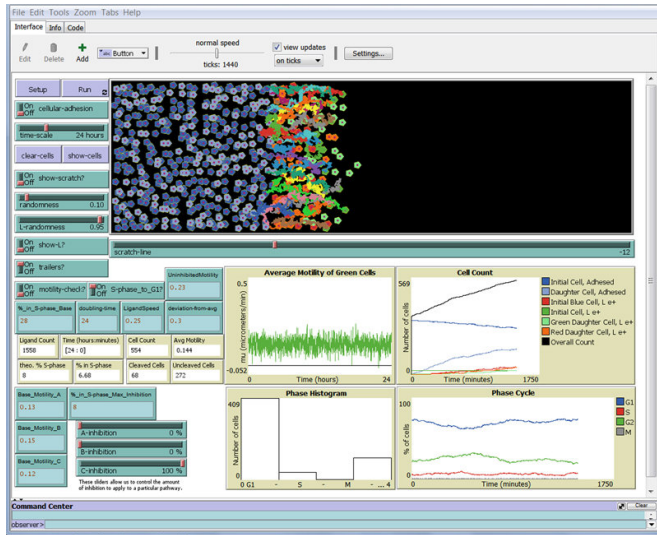 File Edit Tools Zoom Tabs Help
Interface Info Code
Edit Delete Add
abc Button
normal speed
ticks: 1440
view updates
on ticks
Settings...
Setup Run
On Off cellular-adhesion
time-scale 24 hours
clear-cells show-cells
On Off show-scratch?
randomness 0.10
L-randomness 0.95
On Off show-L?
scratch-line -12
On Off trailers?
On Off motility-ched:?
On Off S-phase_to_G1?
UninhibitedMotility
0.23
%_in_S-phase_Base
28
doubling-time
24
LigandSpeed
0.25
deviation-from-avg
0.3
Ligand Count
1558
Time (hours:minutes)
[24 : 0]
Cell Count
554
Avg Motility
0.144
theo. % S-phase
8
% in S-phase
6.68
Cleaved Cells
68
Uncleaved Cells
272
Base_Motility_A
0.13
%_in_S-phase_Max_Inhibition
8
Base_Motility_B
0.15
Base_Motility_C
0.12
A-inhibition 0 %
B-inhibition 0 %
C-inhibition 100 %
These sliders allow us to control the amount
of inhibition to apply to a particular pathway.
Average Motility of Green Cells
mu (micrometers/min)
0.5
-0.052
0 Time (hours) 24
Cell Count
Number of cells
569
0
0 Time (minutes) 1750
Initial Cell, Adhesed
Daughter Cell, Adhesed
Initial Blue Cell, L e+
Initial Cell, L e+
Green Daughter Cell, L e+
Red Daughter Cell, L e+
Overall Count
Phase Histogram
Number of cells
409
0
0 G1 - S - M - ... 4
Phase Cycle
% of cells
100
0
0 Time (minutes) 1750
G1
S
G2
M
Command Center
Clear
observer>